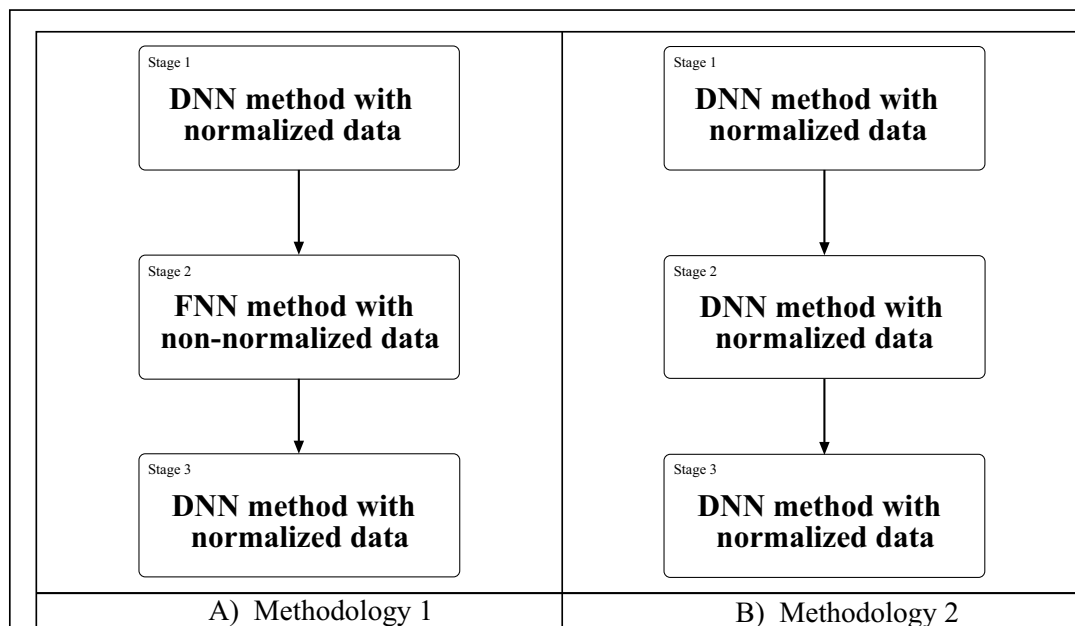 Stage 1
DNN method with
normalized data
Stage 2
FNN method with
non-normalized data
Stage 3
DNN method with
normalized data
A) Methodology 1
Stage 1
DNN method with
normalized data
Stage 2
DNN method with
normalized data
Stage 3
DNN method with
normalized data
B) Methodology 2